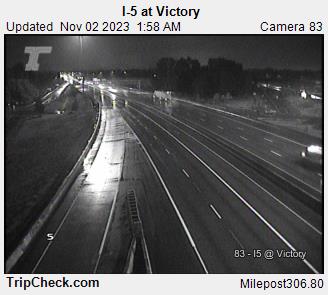 I-5 at Victory
Updated Nov 02 2023 1:58 AM Camera 83
T
S
83 - I5 @ Victory
TripCheck.com Milepost306.80